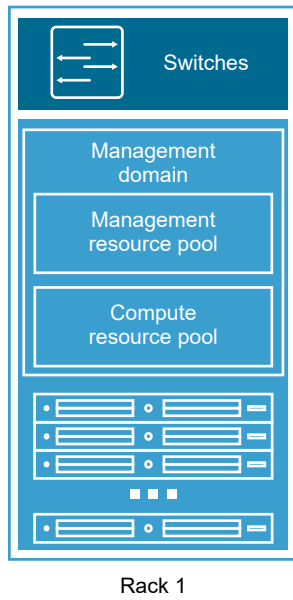 Switches
Management
domain
Management
resource pool
Compute
resource pool
Rack 1